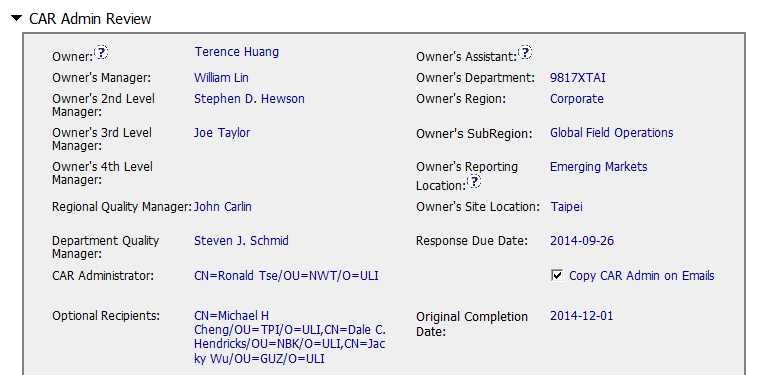 CAR Admin Review
Owner: ? Terence Huang Owner's Assistant: ?
Owner's Manager: William Lin Owner's Department: 9817XTAI
Owner's 2nd Level Stephen D. Hewson Owner's Region: Corporate
Manager:
Owner's 3rd Level Joe Taylor Owner's SubRegion: Global Field Operations
Manager:
Owner's 4th Level Owner's Reporting Emerging Markets
Manager: Location: ?
Regional Quality Manager: John Carlin Owner's Site Location: Taipei
Department Quality Steven J. Schmid Response Due Date: 2014-09-26
Manager:
CAR Administrator: CN=Ronald Tse/OU=NWT/O=ULI Copy CAR Admin on Emails
Optional Recipients: CN=Michael H Original Completion 2014-12-01
Cheng/OU=TPI/O=ULI,CN=Dale C. Date:
Hendricks/OU=NBK/O=ULI,CN=Jac
ky Wu/OU=GUZ/O=ULI